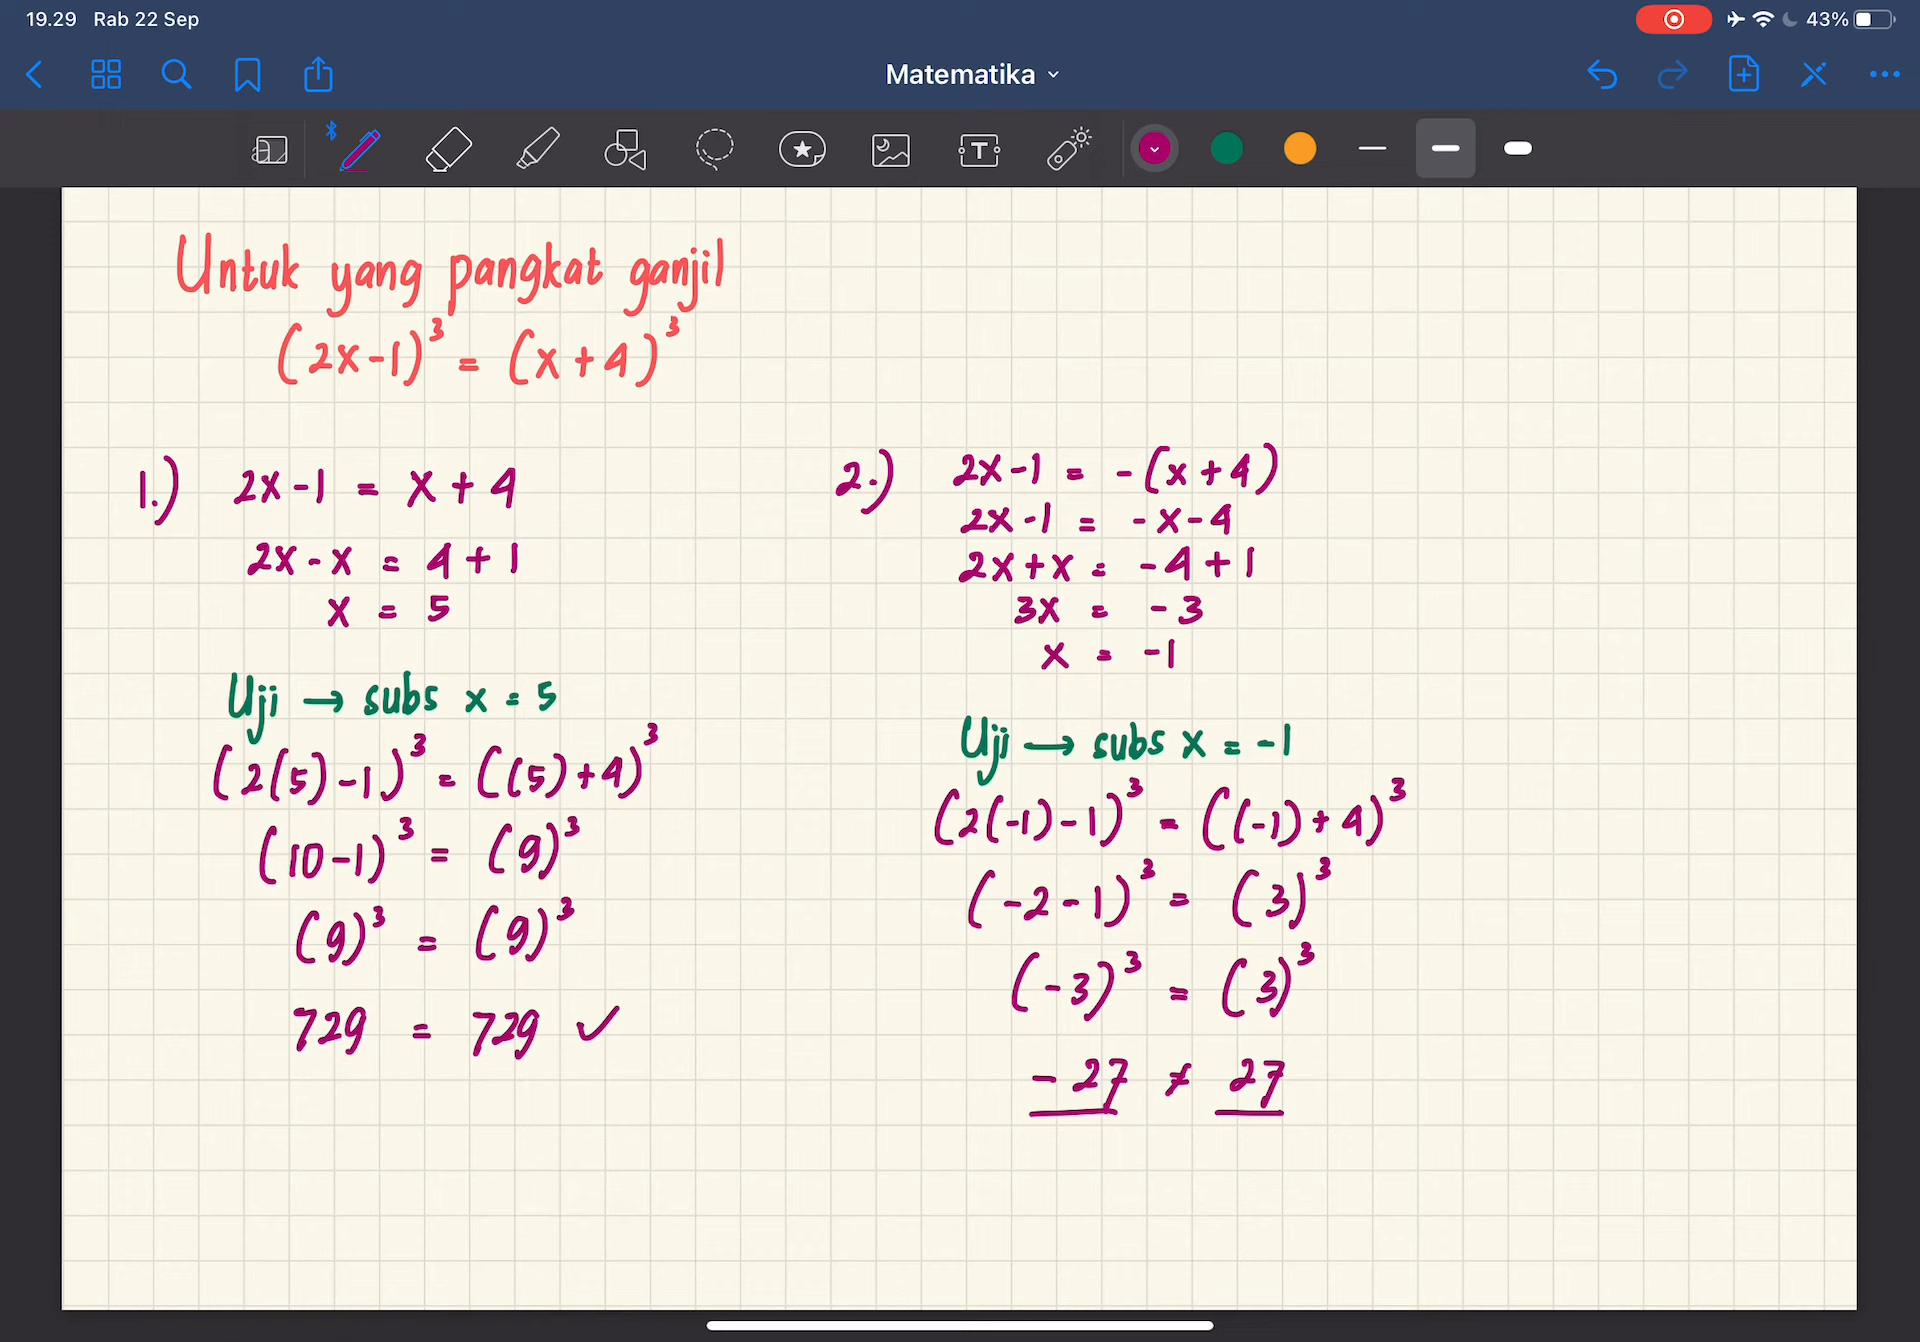 19.29 Rab 22 Sep
43%
Matematika
Untuk yang pangkat ganjil
(2x-1)³ = (x+4)³
1.) 2x-1 = x+4
2x-x = 4+1
x = 5
Uji → subs x = 5
(2(5)-1)³ = ((5)+4)³
(10-1)³ = (9)³
(9)³ = (9)³
729 = 729 ✓
2.) 2x-1 = -(x+4)
2x-1 = -x-4
2x+x = -4+1
3x = -3
x = -1
Uji → subs x = -1
(2(-1)-1)³ = ((-1)+4)³
(-2-1)³ = (3)³
(-3)³ = (3)³
-27 ≠ 27